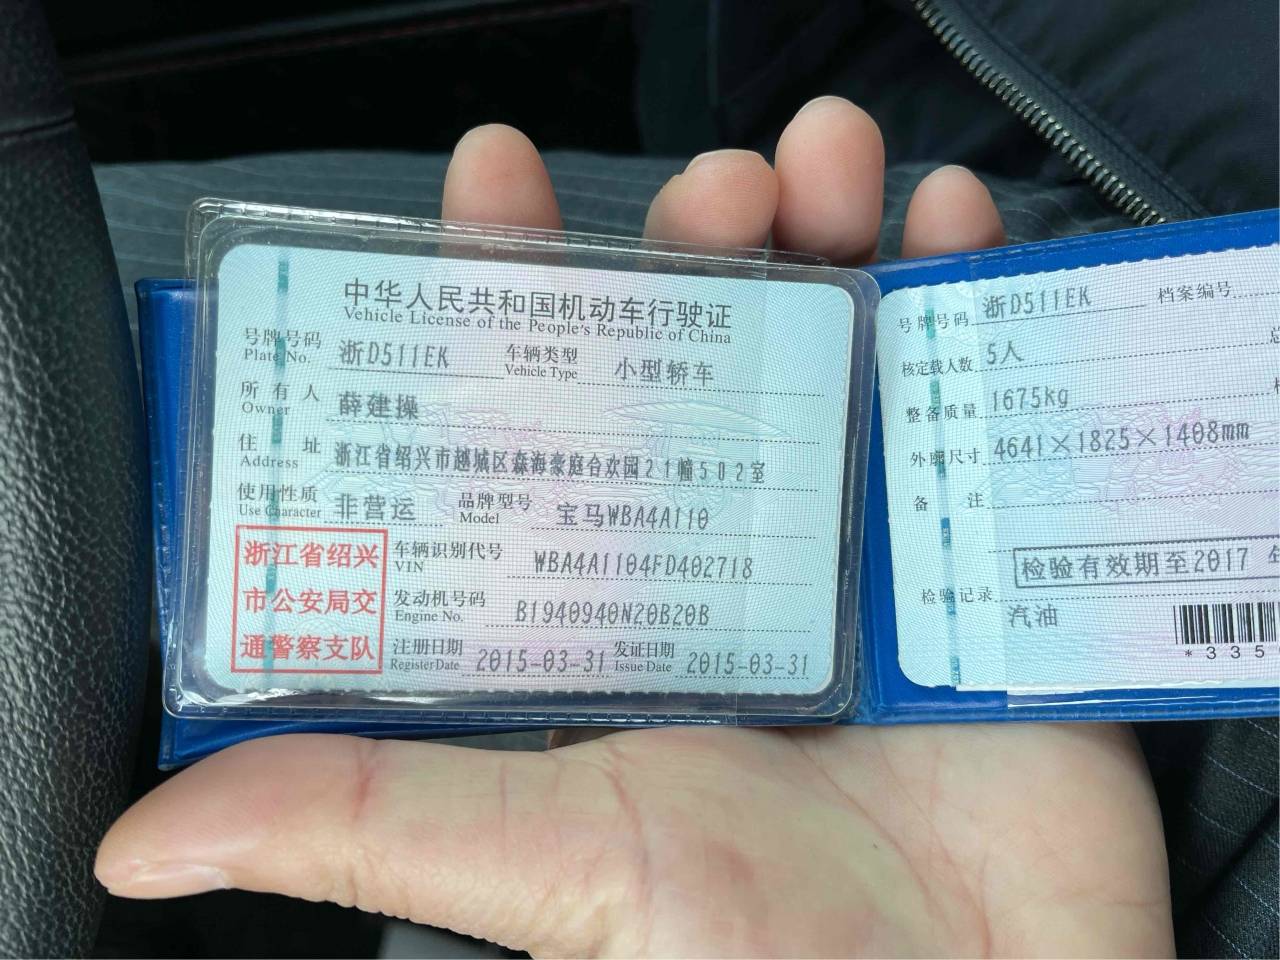 中华人民共和国机动车行驶证
Vehicle License of the People's Republic of China
号牌号码 浙D511EK 车辆类型 小型轿车
Plate No. Vehicle Type
所有人 薛建操
Owner
住址 浙江省绍兴市越城区森海豪庭合欢园21幢502室
Address
使用性质 非营运 品牌型号 宝马WBA4A110
Use Character Model
浙江省绍兴
市公安局交
通警察支队
车辆识别代号 WBA4A1104FD402718
VIN
发动机号码 B1940940N20B20B
Engine No.
注册日期 2015-03-31 发证日期 2015-03-31
Register Date Issue Date
号牌号码 浙D511EK 档案编号
核定载人数 5人
整备质量 1675kg
外廓尺寸 4641×1825×1408mm
备注
检验有效期至2017
检验记录
汽油
*335